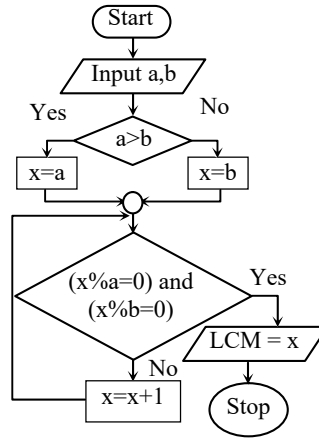 Start
Input a,b
Yes
No
a>b
x=a
x=b
(x%a=0) and
(x%b=0)
Yes
LCM = x
No
x=x+1
Stop